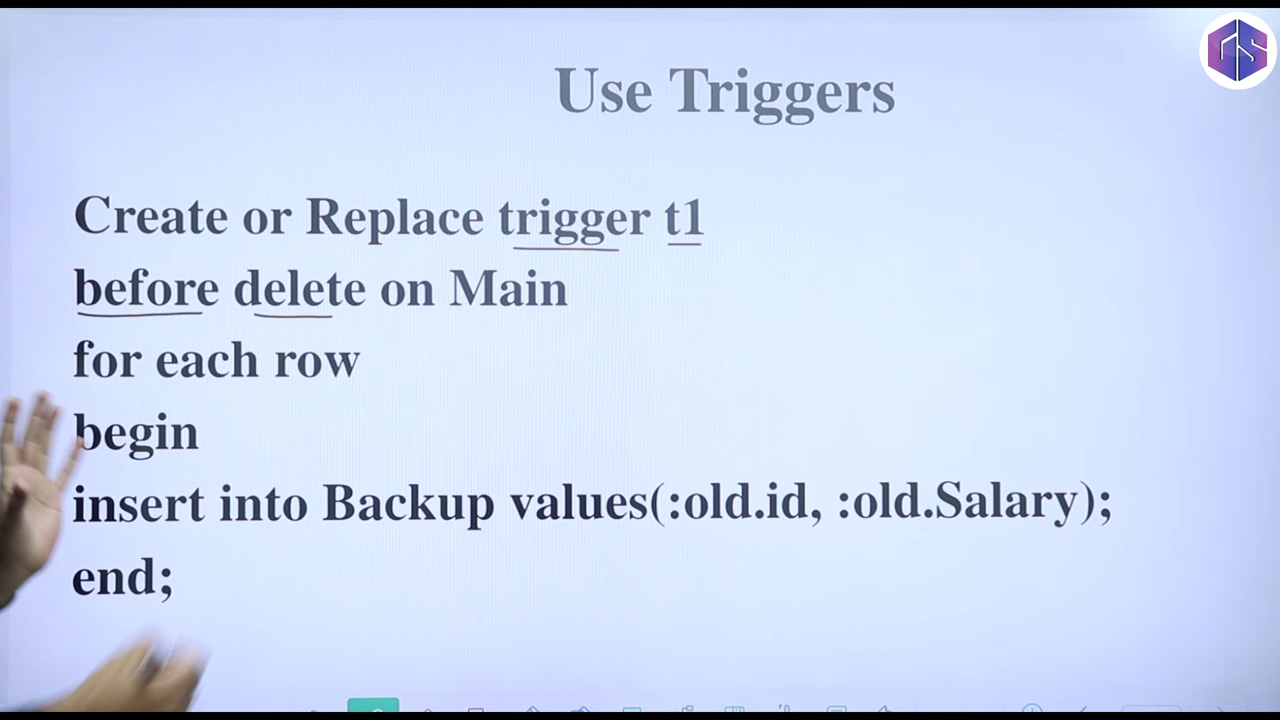 Use Triggers
Create or Replace trigger t1
before delete on Main
for each row
begin
insert into Backup values(:old.id, :old.Salary);
end;